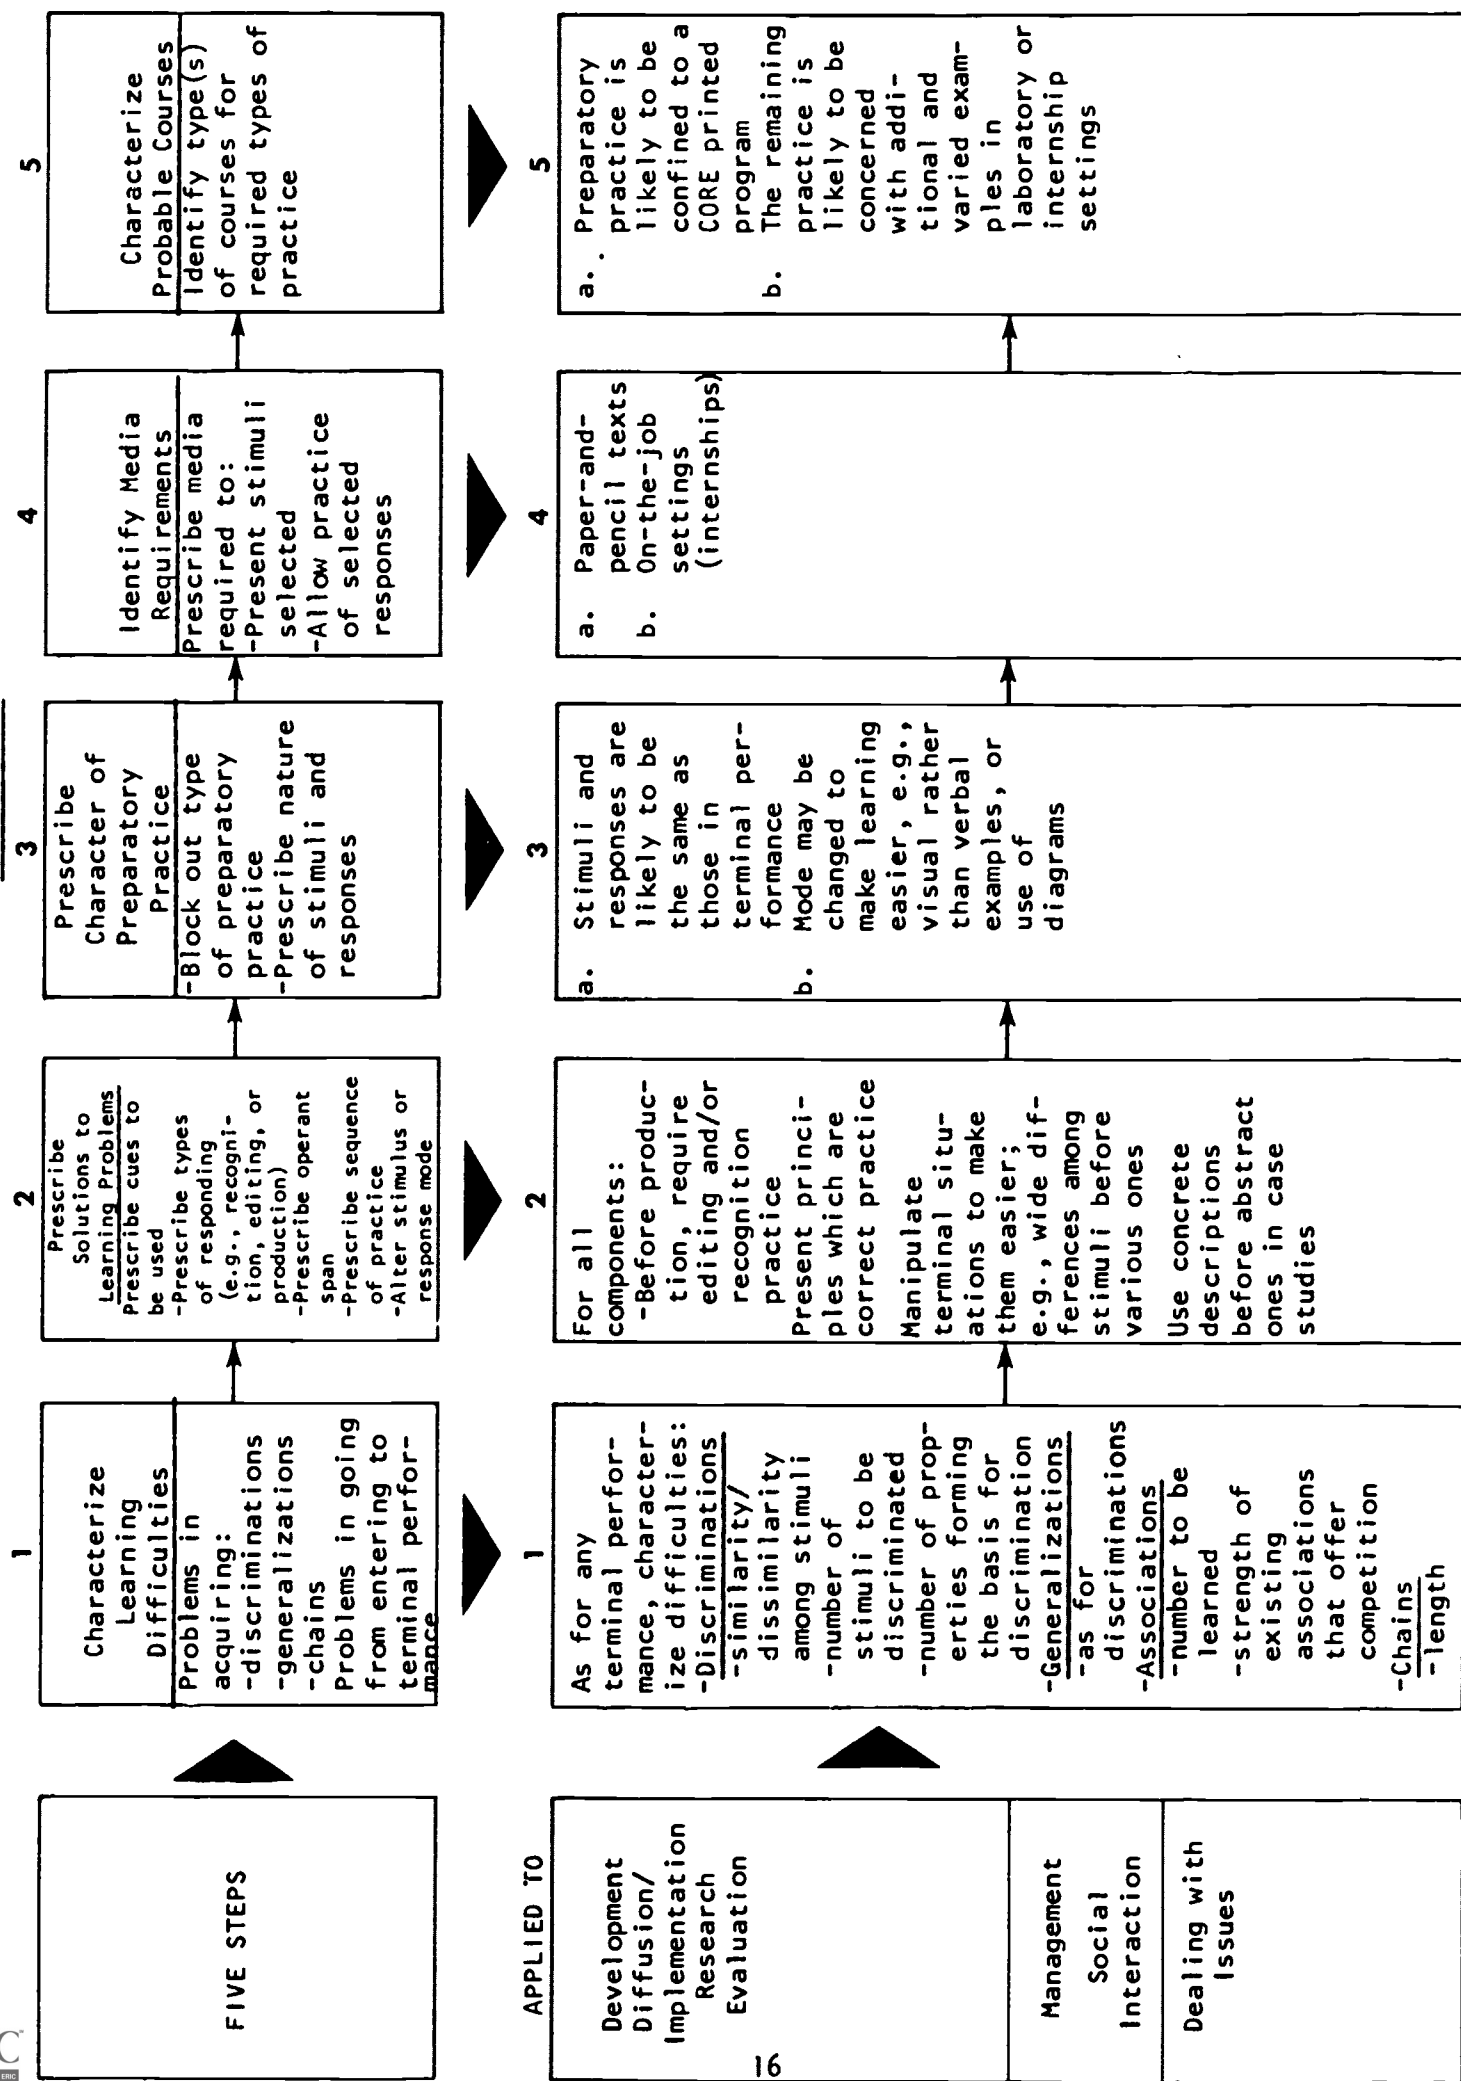 FIVE STEPS
1
Characterize
Learning
Difficulties
Problems in
acquiring:
-discriminations
-generalizations
-chains
Problems in going
from entering to
terminal perfor-
mance
2
Prescribe
Solutions to
Learning Problems
Prescribe cues to
be used
-Prescribe types
of responding
(e.g., recogni-
tion, editing, or
production)
-Prescribe operant
span
-Prescribe sequence
of practice
-Alter stimulus or
response mode
3
Prescribe
Character of
Preparatory
Practice
-Block out type
of preparatory
practice
-Prescribe nature
of stimuli and
responses
4
Identify Media
Requirements
Prescribe media
required to:
-Present stimuli
selected
-Allow practice
of selected
responses
5
Characterize
Probable Courses
Identify type(s)
of courses for
required types of
practice
APPLIED TO
Development
Diffusion/
Implementation
Research
Evaluation
Management
Social
Interaction
Dealing with
Issues
1
As for any
terminal perfor-
mance, character-
ize difficulties:
-Discriminations
-similarity/
dissimilarity
among stimuli
-number of
stimuli to be
discriminated
-number of prop-
erties forming
the basis for
discrimination
-Generalizations
-as for
discriminations
-Associations
-number to be
learned
-strength of
existing
associations
that offer
competition
-Chains
-length
2
For all
components:
-Before produc-
tion, require
editing and/or
recognition
practice
Present princi-
ples which are
correct practice
Manipulate
terminal situ-
ations to make
them easier;
e.g., wide dif-
ferences among
stimuli before
various ones
Use concrete
descriptions
before abstract
ones in case
studies
3
a. Stimuli and
responses are
likely to be
the same as
those in
terminal per-
formance
b. Mode may be
changed to
make learning
easier, e.g.,
visual rather
than verbal
examples, or
use of
diagrams
4
a. Paper-and-
pencil texts
b. On-the-job
settings
(internships)
5
a. Preparatory
practice is
likely to be
confined to a
CORE printed
program
b. The remaining
practice is
likely to be
concerned
with addi-
tional and
varied exam-
ples in
laboratory or
internship
settings
16
ERIC